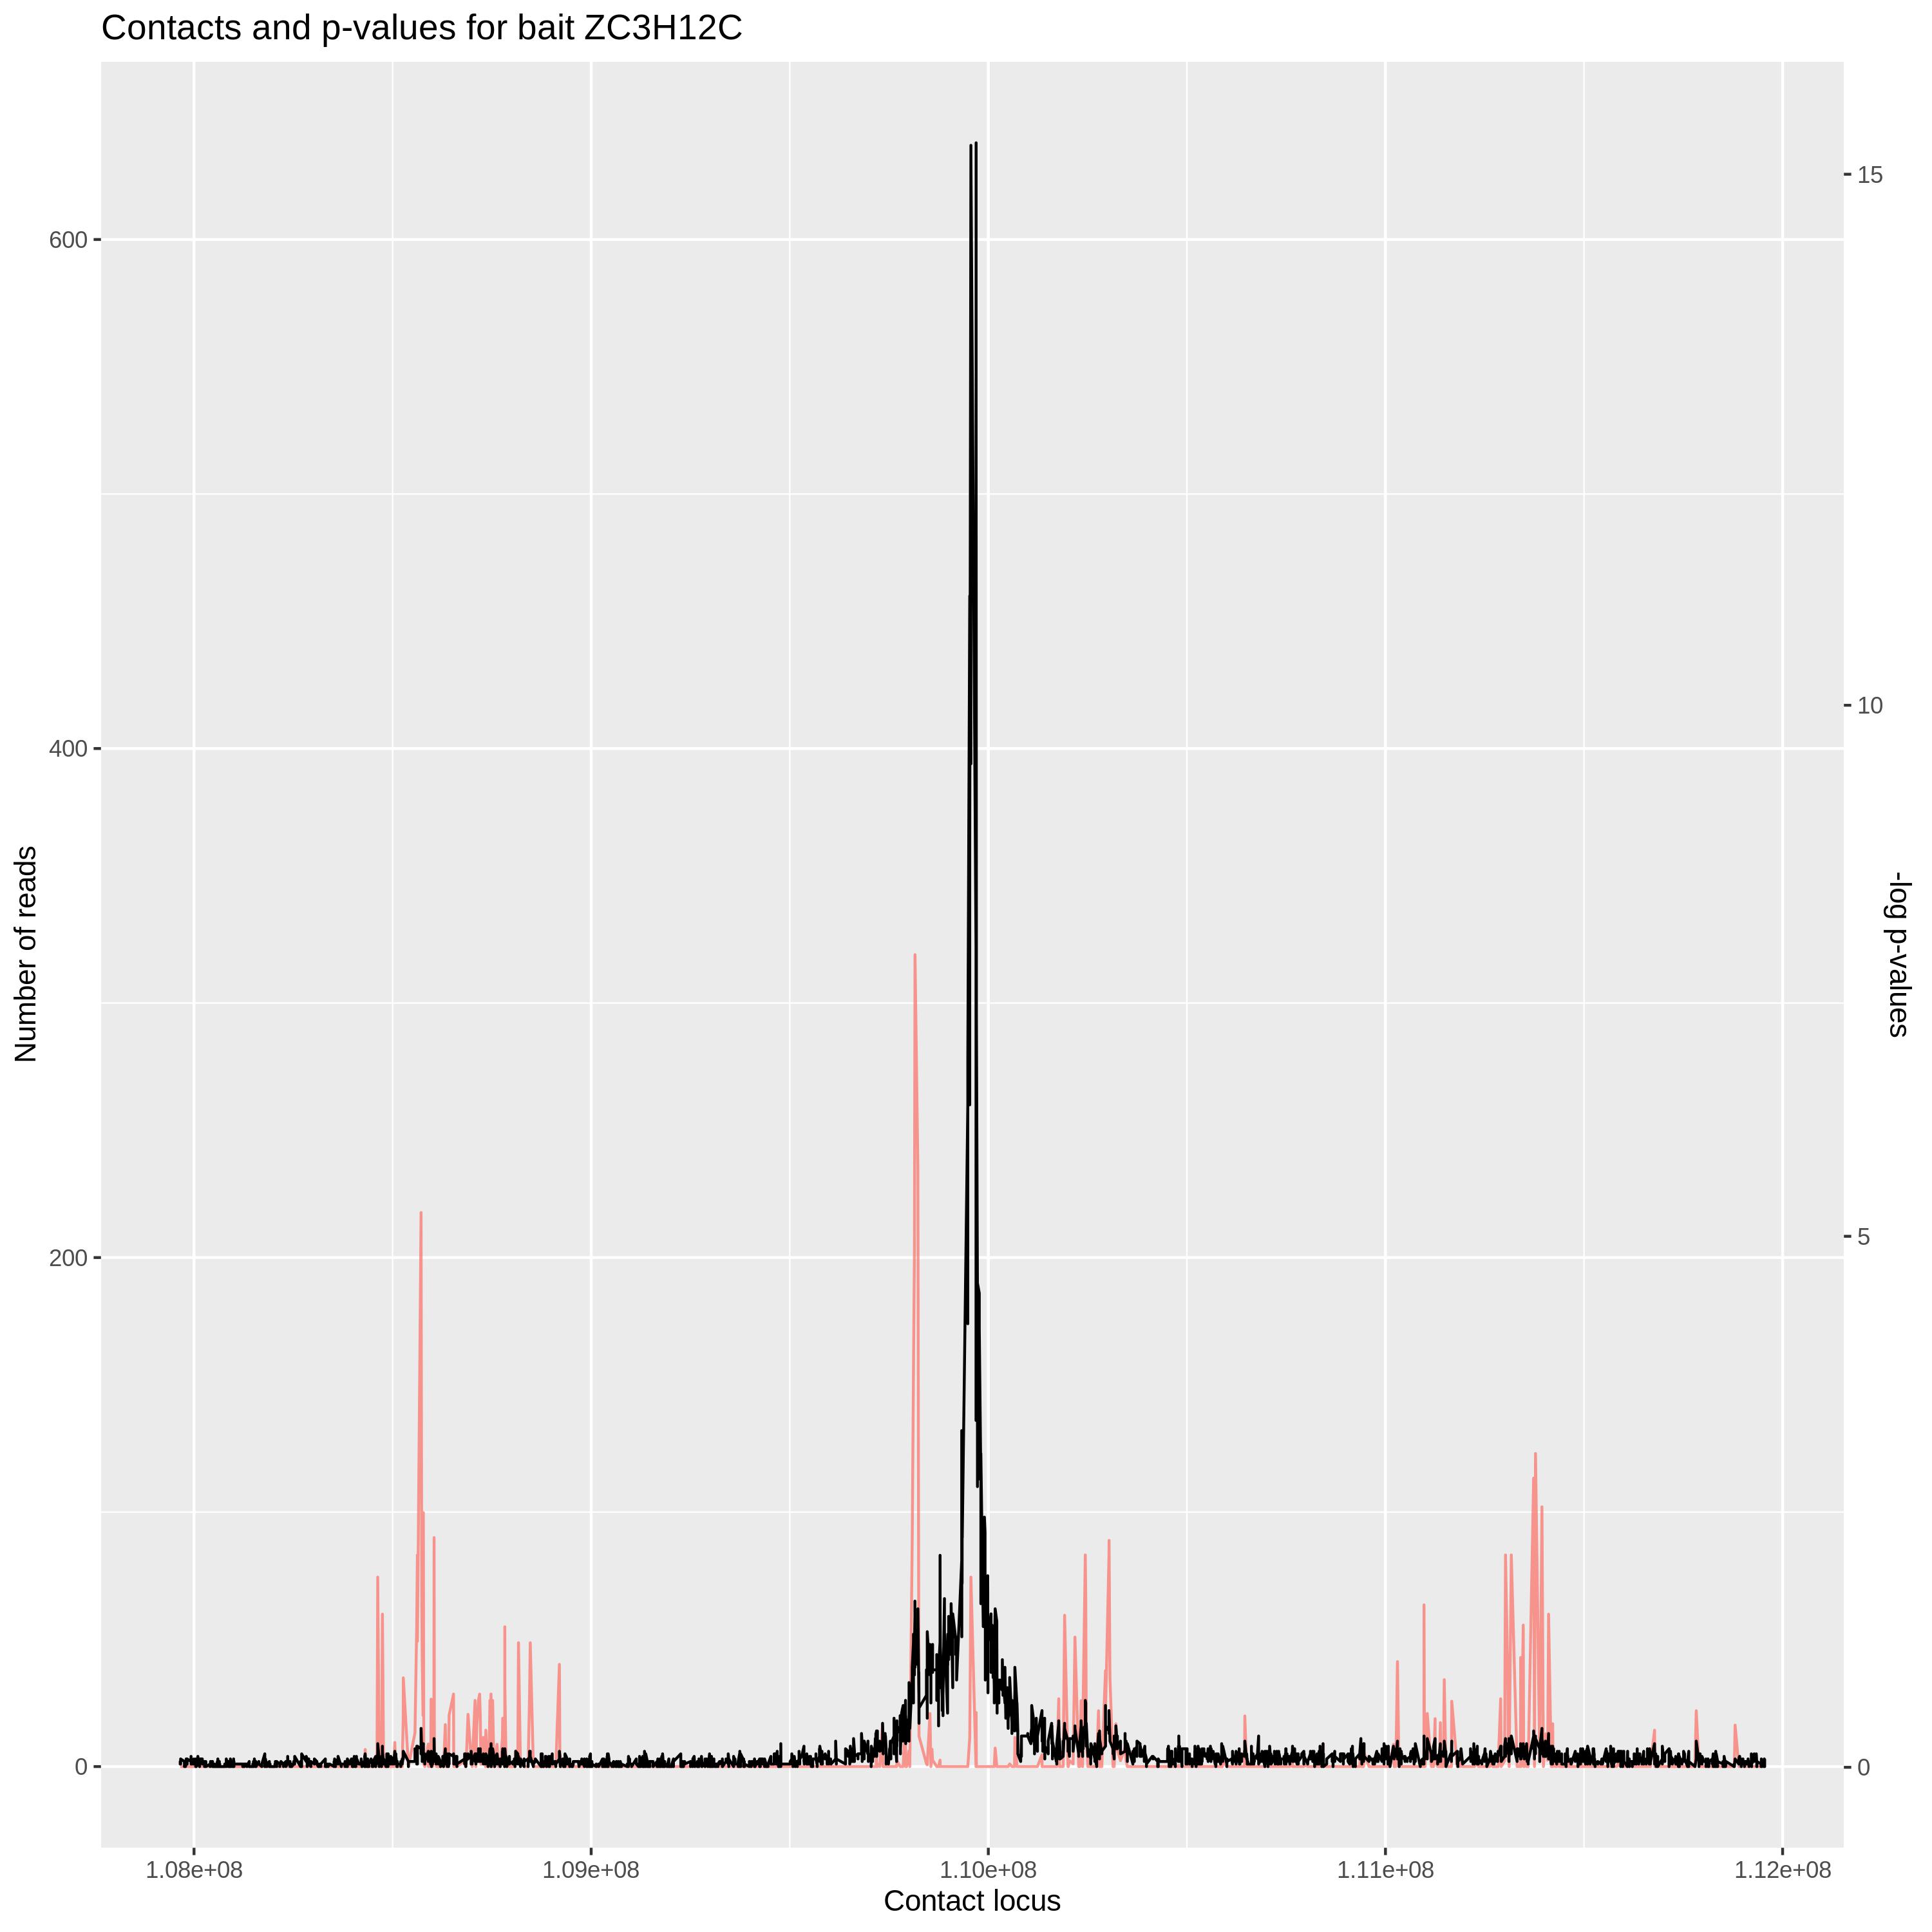 Contacts and p-values for bait ZC3H12C
600
400
200
0
Number of reads
15
10
5
0
-log p-values
1.08e+08
1.09e+08
1.10e+08
1.11e+08
1.12e+08
Contact locus